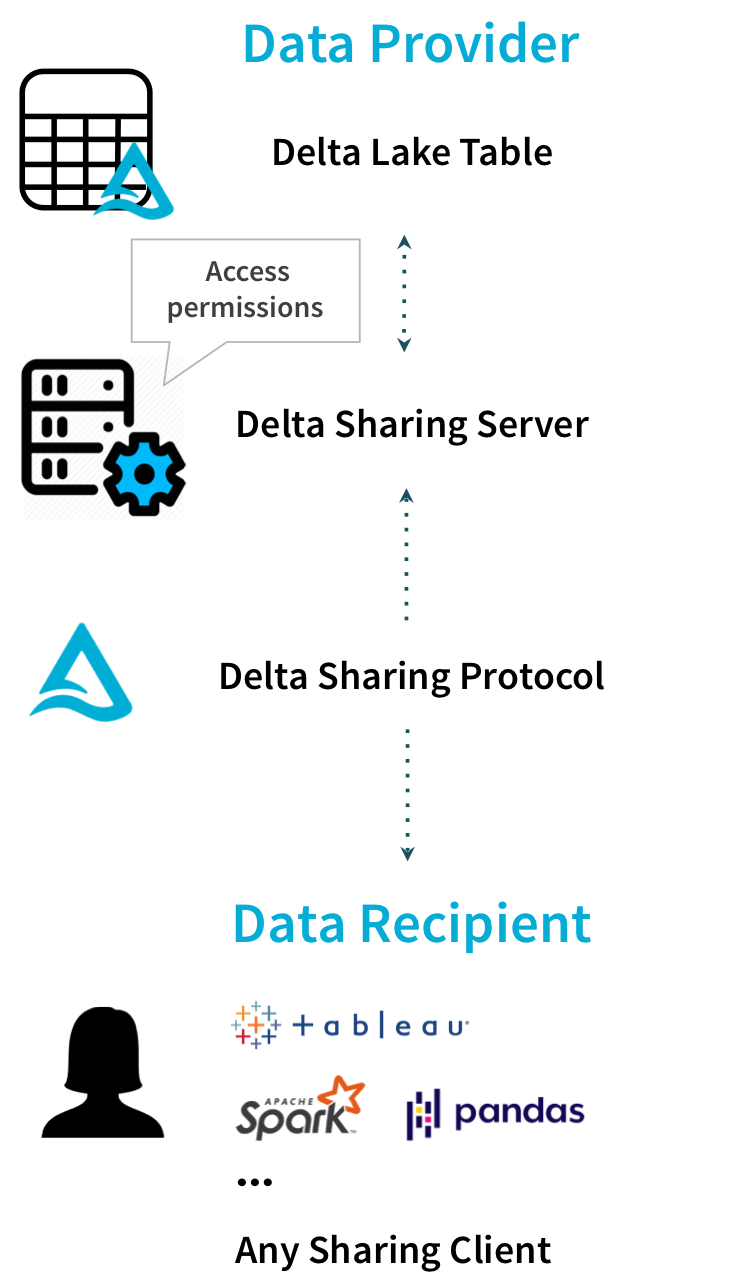 Data Provider
Delta Lake Table
Access
permissions
Delta Sharing Server
Delta Sharing Protocol
Data Recipient
+ a b l e a u
APACHE
Spark™
pandas
...
Any Sharing Client